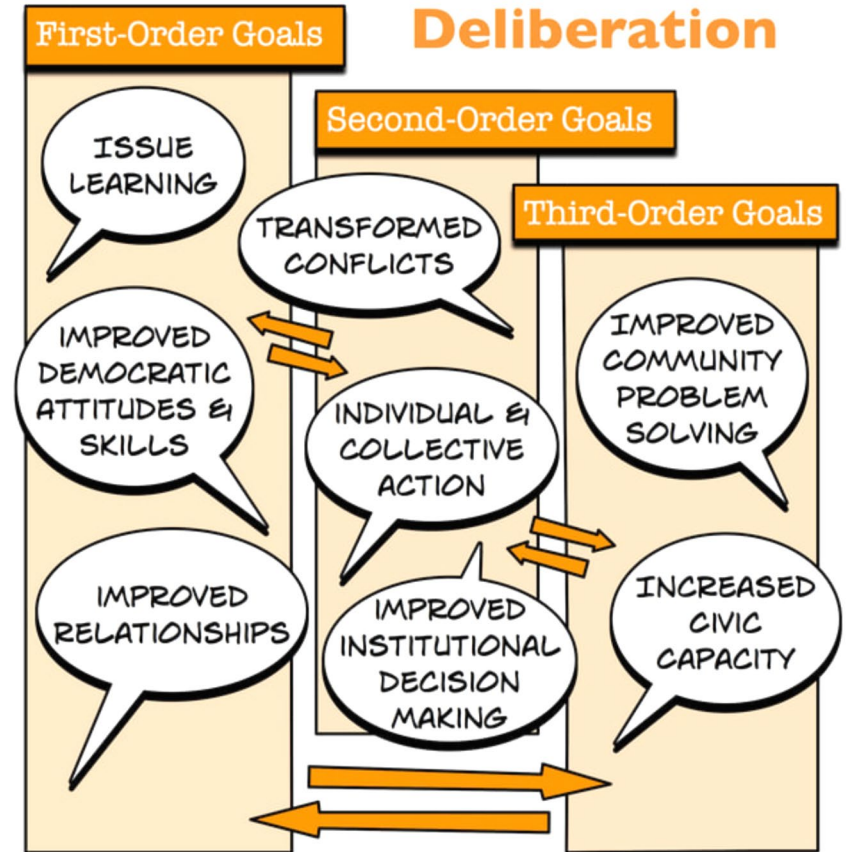 Deliberation
First-Order Goals
ISSUE
LEARNING
IMPROVED
DEMOCRATIC
ATTITUDES &
SKILLS
IMPROVED
RELATIONSHIPS
Second-Order Goals
TRANSFORMED
CONFLICTS
INDIVIDUAL &
COLLECTIVE
ACTION
IMPROVED
INSTITUTIONAL
DECISION
MAKING
Third-Order Goals
IMPROVED
COMMUNITY
PROBLEM
SOLVING
INCREASED
CIVIC
CAPACITY